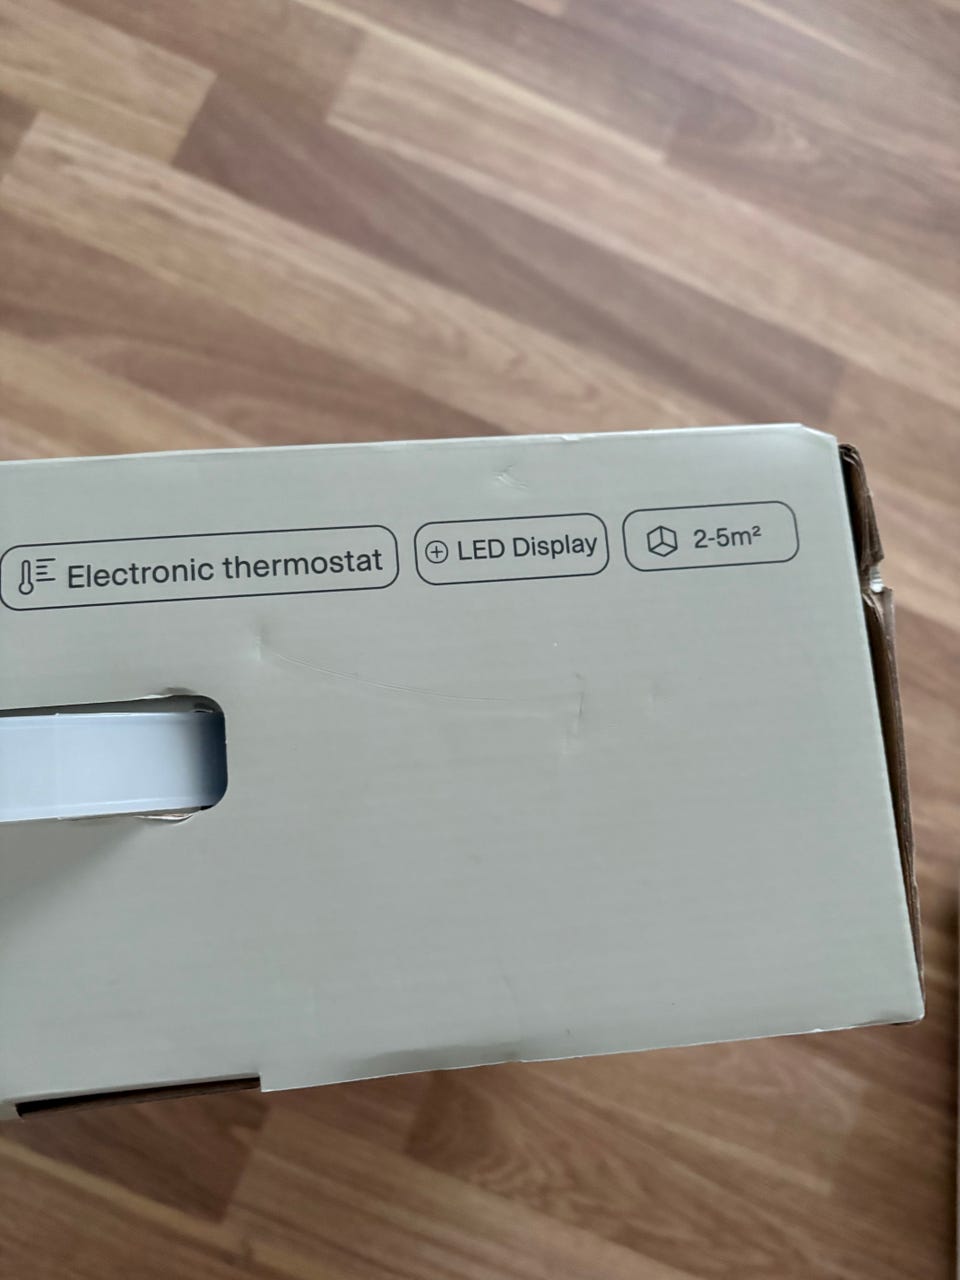 Electronic thermostat LED Display 2-5m²